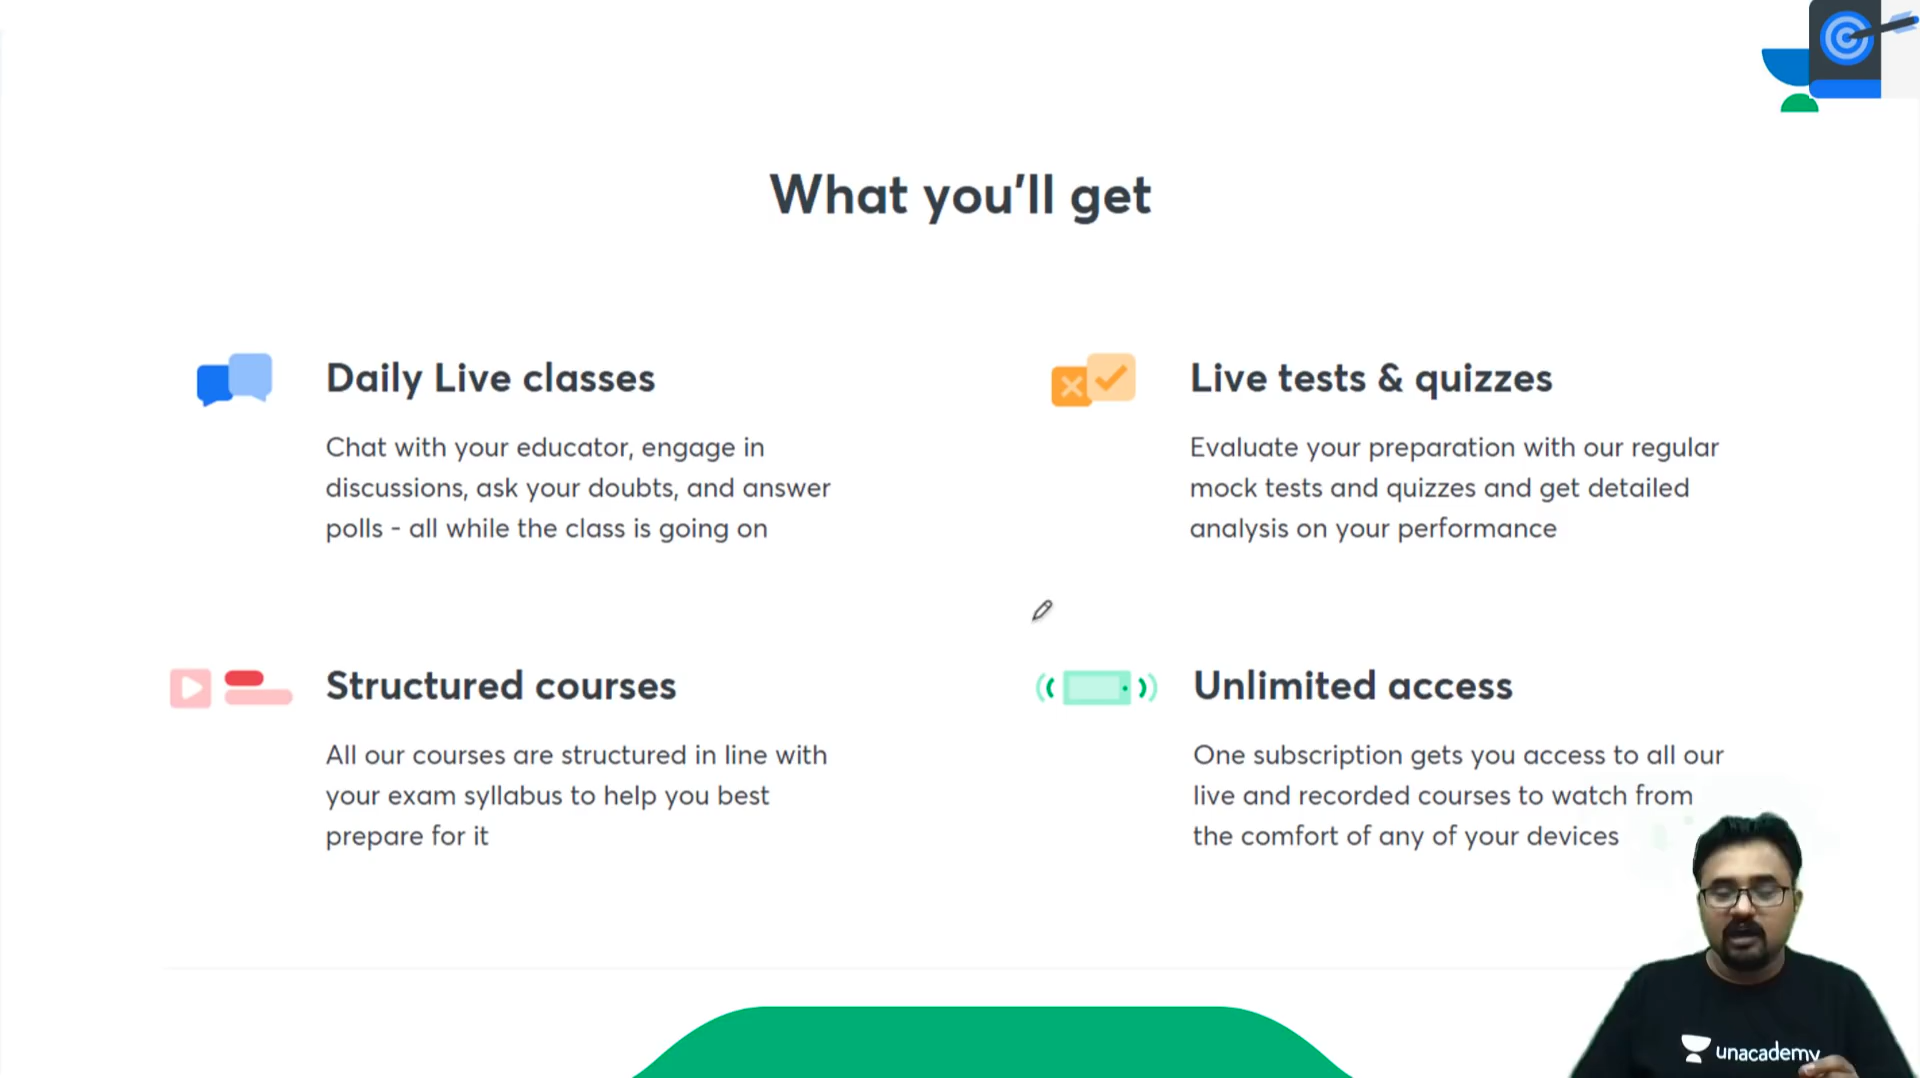 What you'll get
Daily Live classes
Chat with your educator, engage in
discussions, ask your doubts, and answer
polls - all while the class is going on
Live tests & quizzes
Evaluate your preparation with our regular
mock tests and quizzes and get detailed
analysis on your performance
Structured courses
All our courses are structured in line with
your exam syllabus to help you best
prepare for it
Unlimited access
One subscription gets you access to all our
live and recorded courses to watch from
the comfort of any of your devices
unacademy